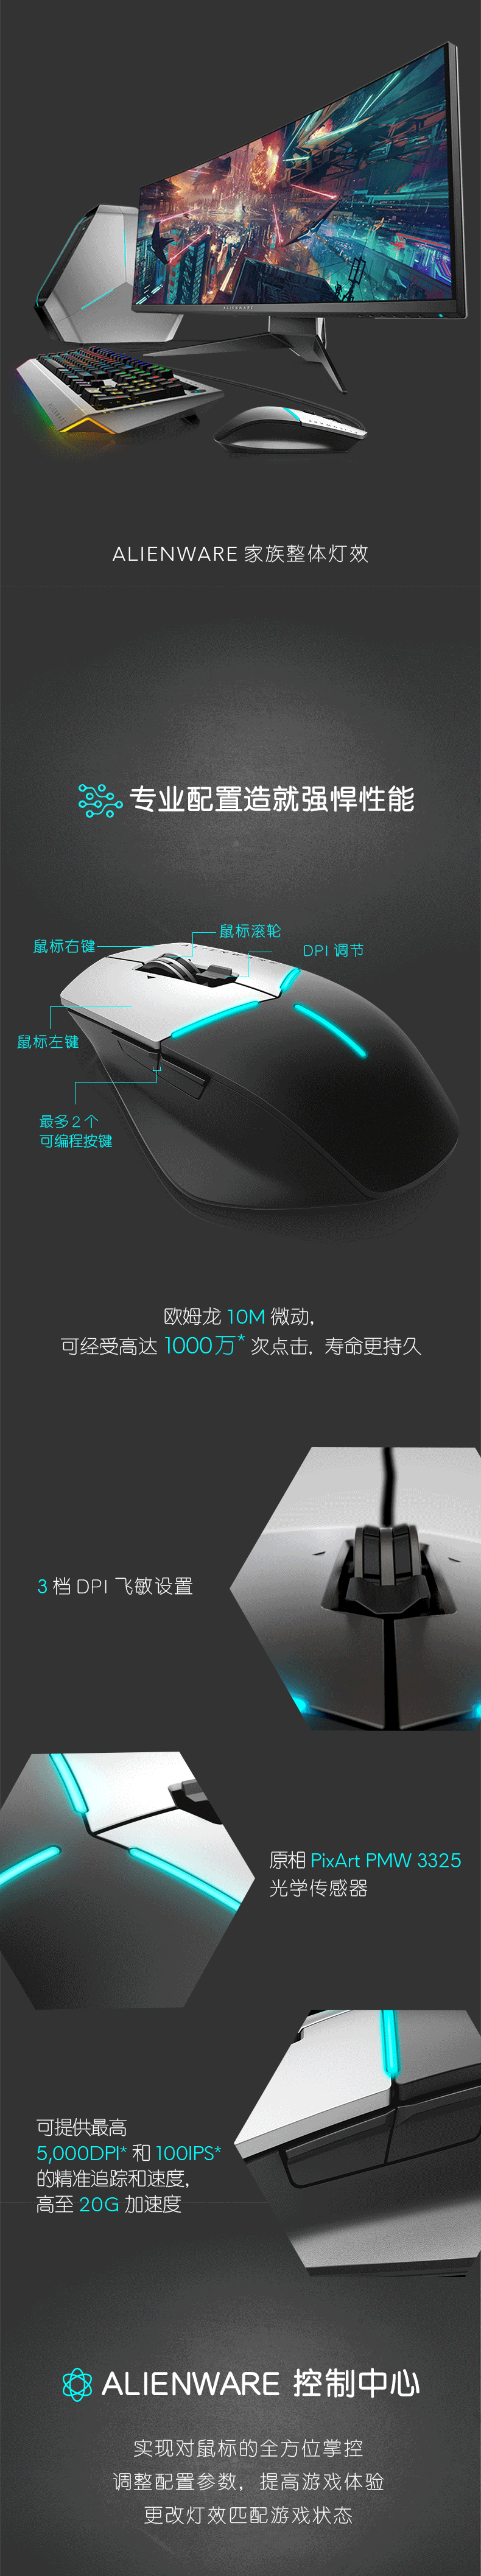 ALIENWARE
ALIENWARE 家族整体灯效
专业配置造就强悍性能
鼠标滚轮
鼠标右键
DPI 调节
鼠标左键
最多 2 个
可编程按键
欧姆龙 10M 微动,
可经受高达 1000万* 次点击, 寿命更持久
3 档 DPI 飞敏设置
原相 PixArt PMW 3325
光学传感器
可提供最高
5,000DPI* 和 100IPS*
的精准追踪和速度,
高至 20G 加速度
ALIENWARE 控制中心
实现对鼠标的全方位掌控
调整配置参数, 提高游戏体验
更改灯效匹配游戏状态